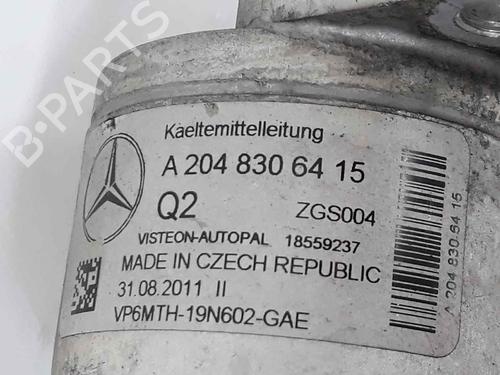 Kaeltemittelleitung
A 204 830 64 15
Q2 ZGS004
VISTEON-AUTOPAL 18559237
MADE IN CZECH REPUBLIC
31.08.2011 II
VP6MTH-19N602-GAE
A 204 830 64 15
B-PARTS